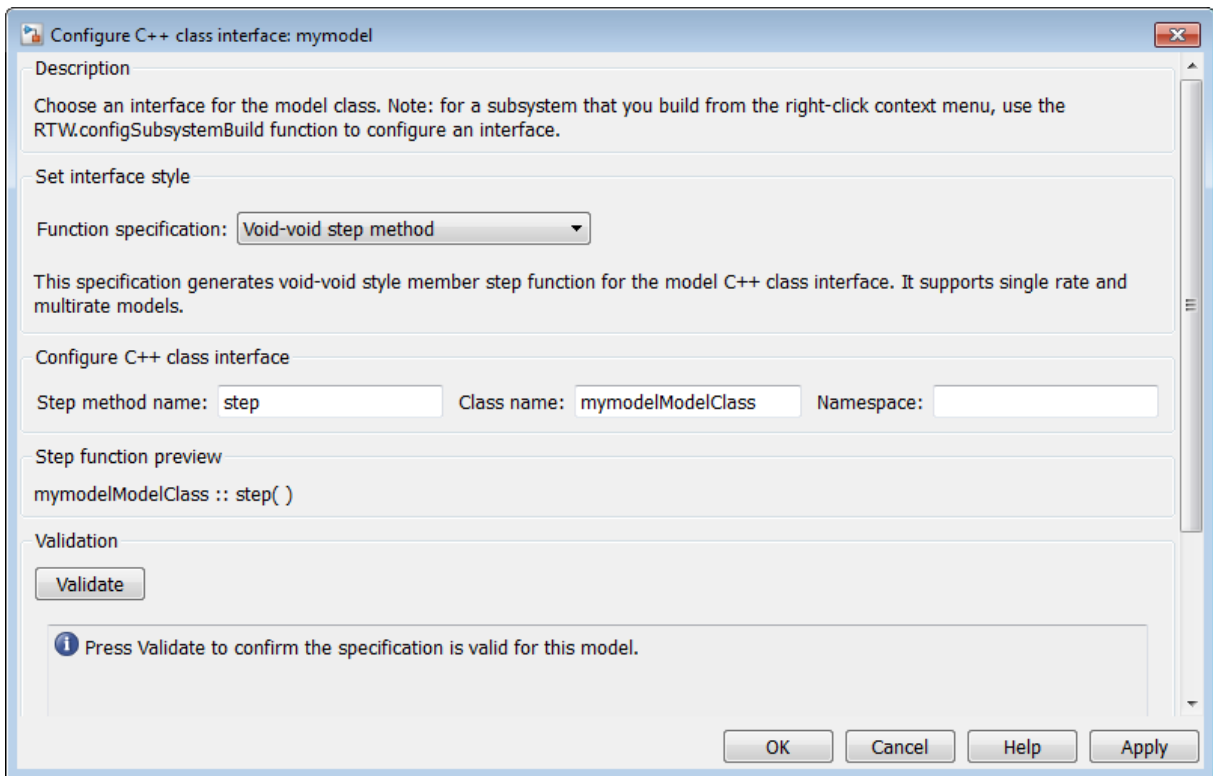 Configure C++ class interface: mymodel
Description
Choose an interface for the model class. Note: for a subsystem that you build from the right-click context menu, use the
RTW.configSubsystemBuild function to configure an interface.
Set interface style
Function specification: Void-void step method
This specification generates void-void style member step function for the model C++ class interface. It supports single rate and
multirate models.
Configure C++ class interface
Step method name: step Class name: mymodelModelClass Namespace:
Step function preview
mymodelModelClass :: step( )
Validation
Validate
Press Validate to confirm the specification is valid for this model.
OK Cancel Help Apply